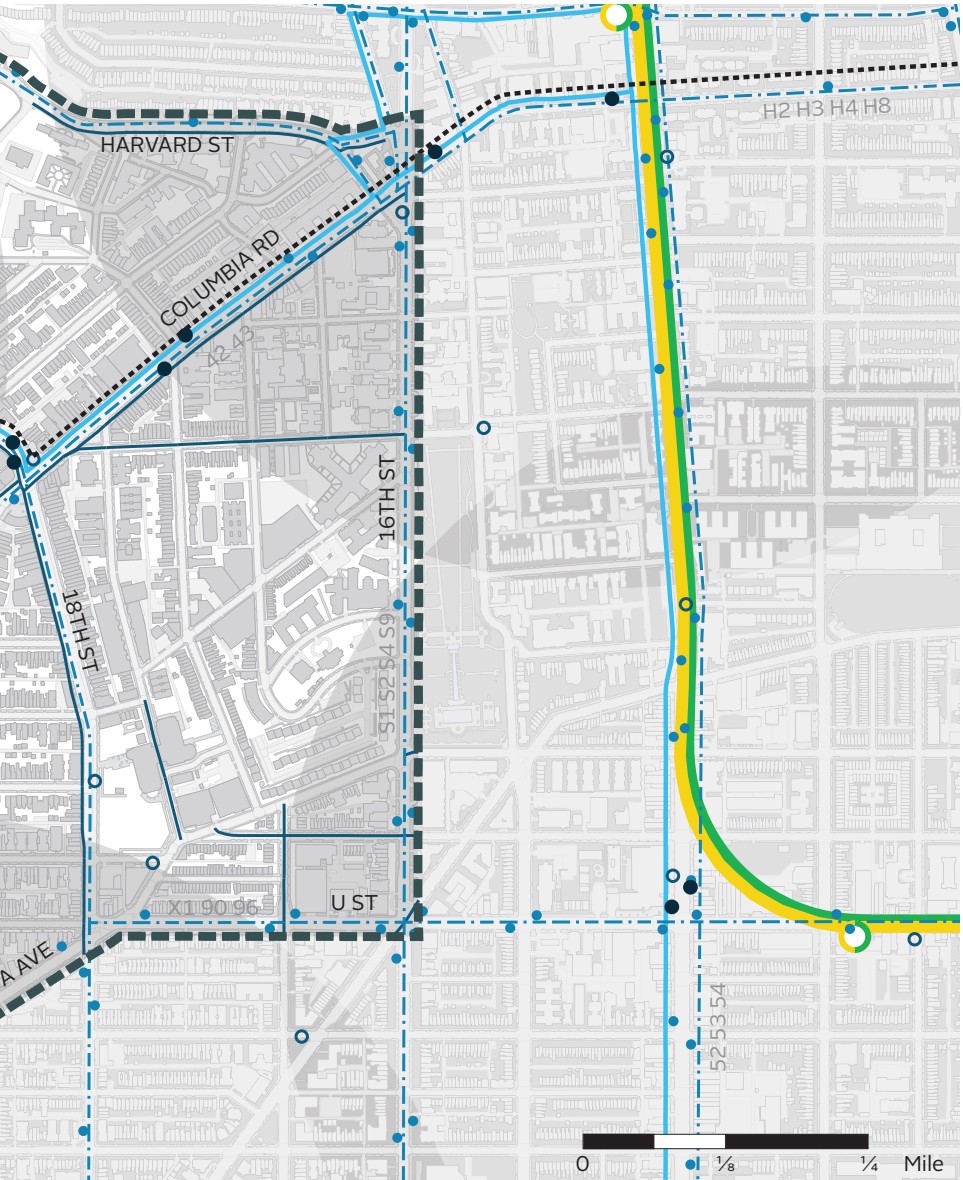 H2 H3 H4 H8
HARVARD ST
COLUMBIA RD
42 43
16TH ST
18TH ST
S1 S2 S4 S9
U ST
X1 90 96
A AVE
52 53 54
0 ⅛ ¼ Mile